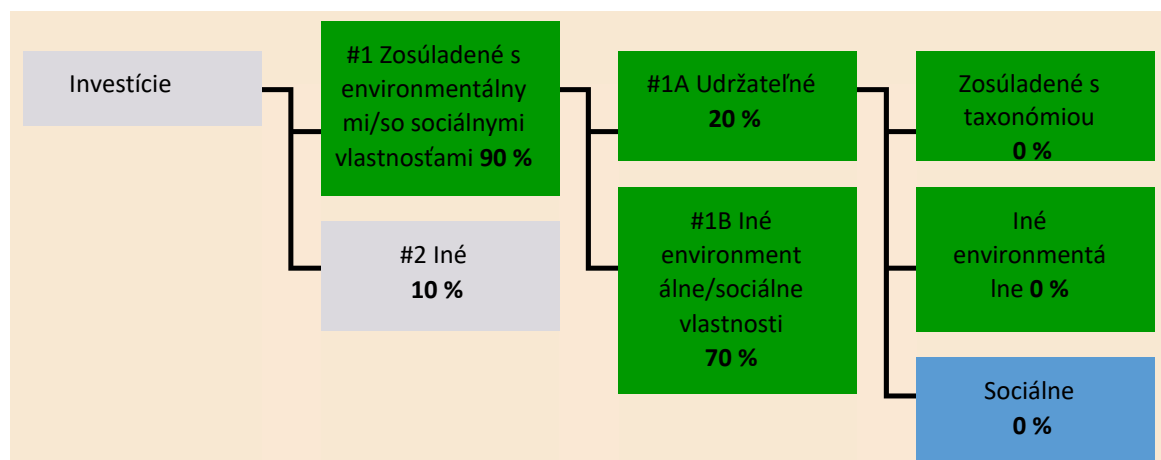 Investície
#1 Zosúladené s
environmentálny
mi/so sociálnymi
vlastnosťami 90 %
#2 Iné
10 %
#1A Udržateľné
20 %
#1B Iné
environment
álne/sociálne
vlastnosti
70 %
Zosúladené s
taxonómiou
0 %
Iné
environmentá
lne 0 %
Sociálne
0 %